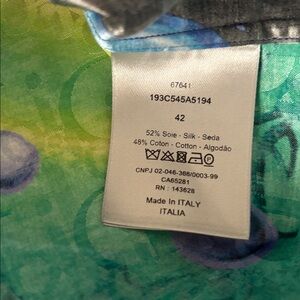 67641
193C545A5194
42
52% Soie - Silk - Seda
48% Coton - Cotton - Algodão
CNPJ 02-046-386/0003-99
CA65281
RN : 143628
Made In ITALY
ITALIA